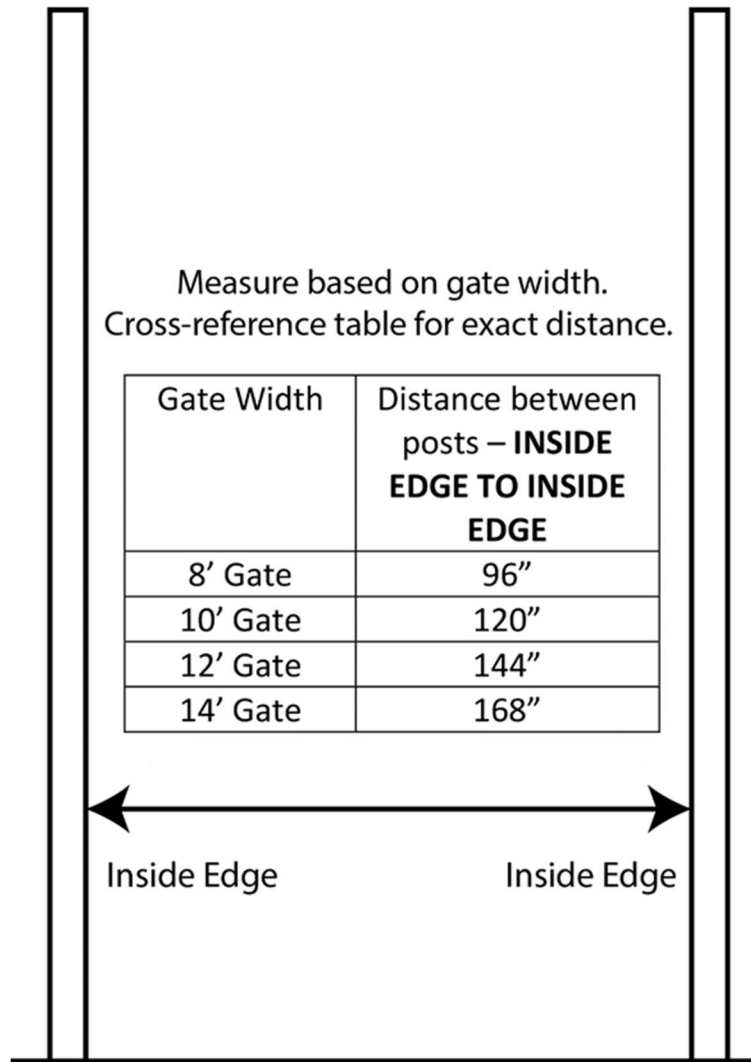 Measure based on gate width.
Cross-reference table for exact distance.
Gate Width
Distance between
posts – INSIDE
EDGE TO INSIDE
EDGE
8’ Gate
96”
10’ Gate
120”
12’ Gate
144”
14’ Gate
168”
Inside Edge
Inside Edge